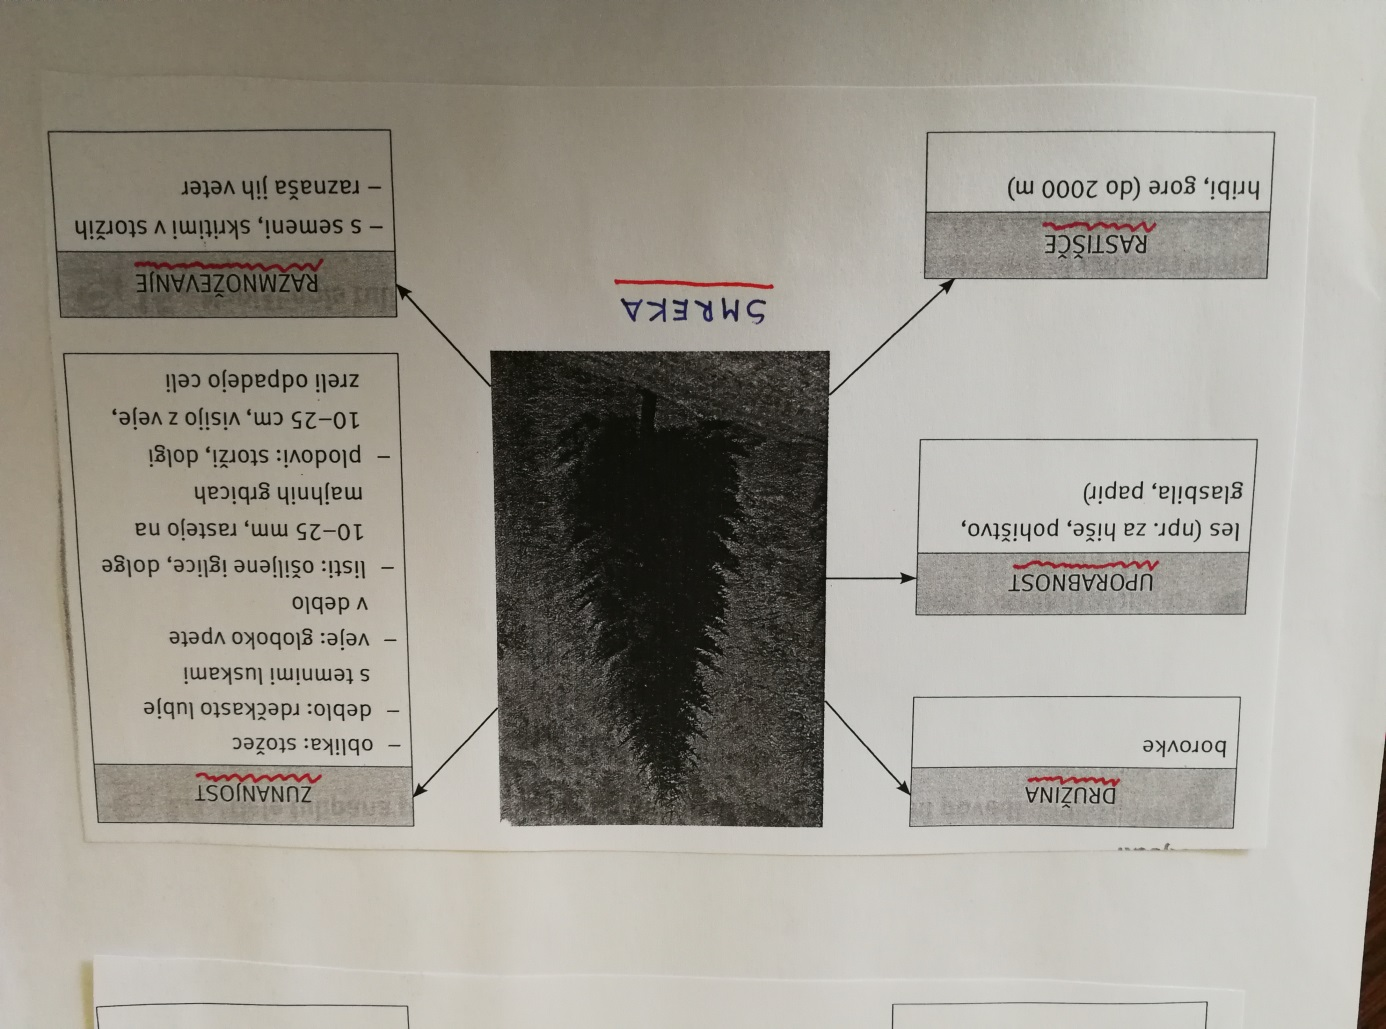 DRUŽINA
borovke
UPORABNOST
les (npr. za hiše, pohištvo,
glasbila, papir)
RASTIŠČE
hribi, gore (do 2000 m)
SMREKA
ZUNANJOST
– oblika: stožec
– deblo: rdečkasto lubje
s temnimi luskami
– veje: globoko vpete
v deblo
– listi: ošiljene iglice, dolge
10–25 mm, rastejo na
majhnih grbicah
– plodovi: storži, dolgi
10–25 cm, visijo z veje,
zreli odpadejo celi
RAZMNOŽEVANJE
– s semeni, skritimi v storžih
– raznaša jih veter